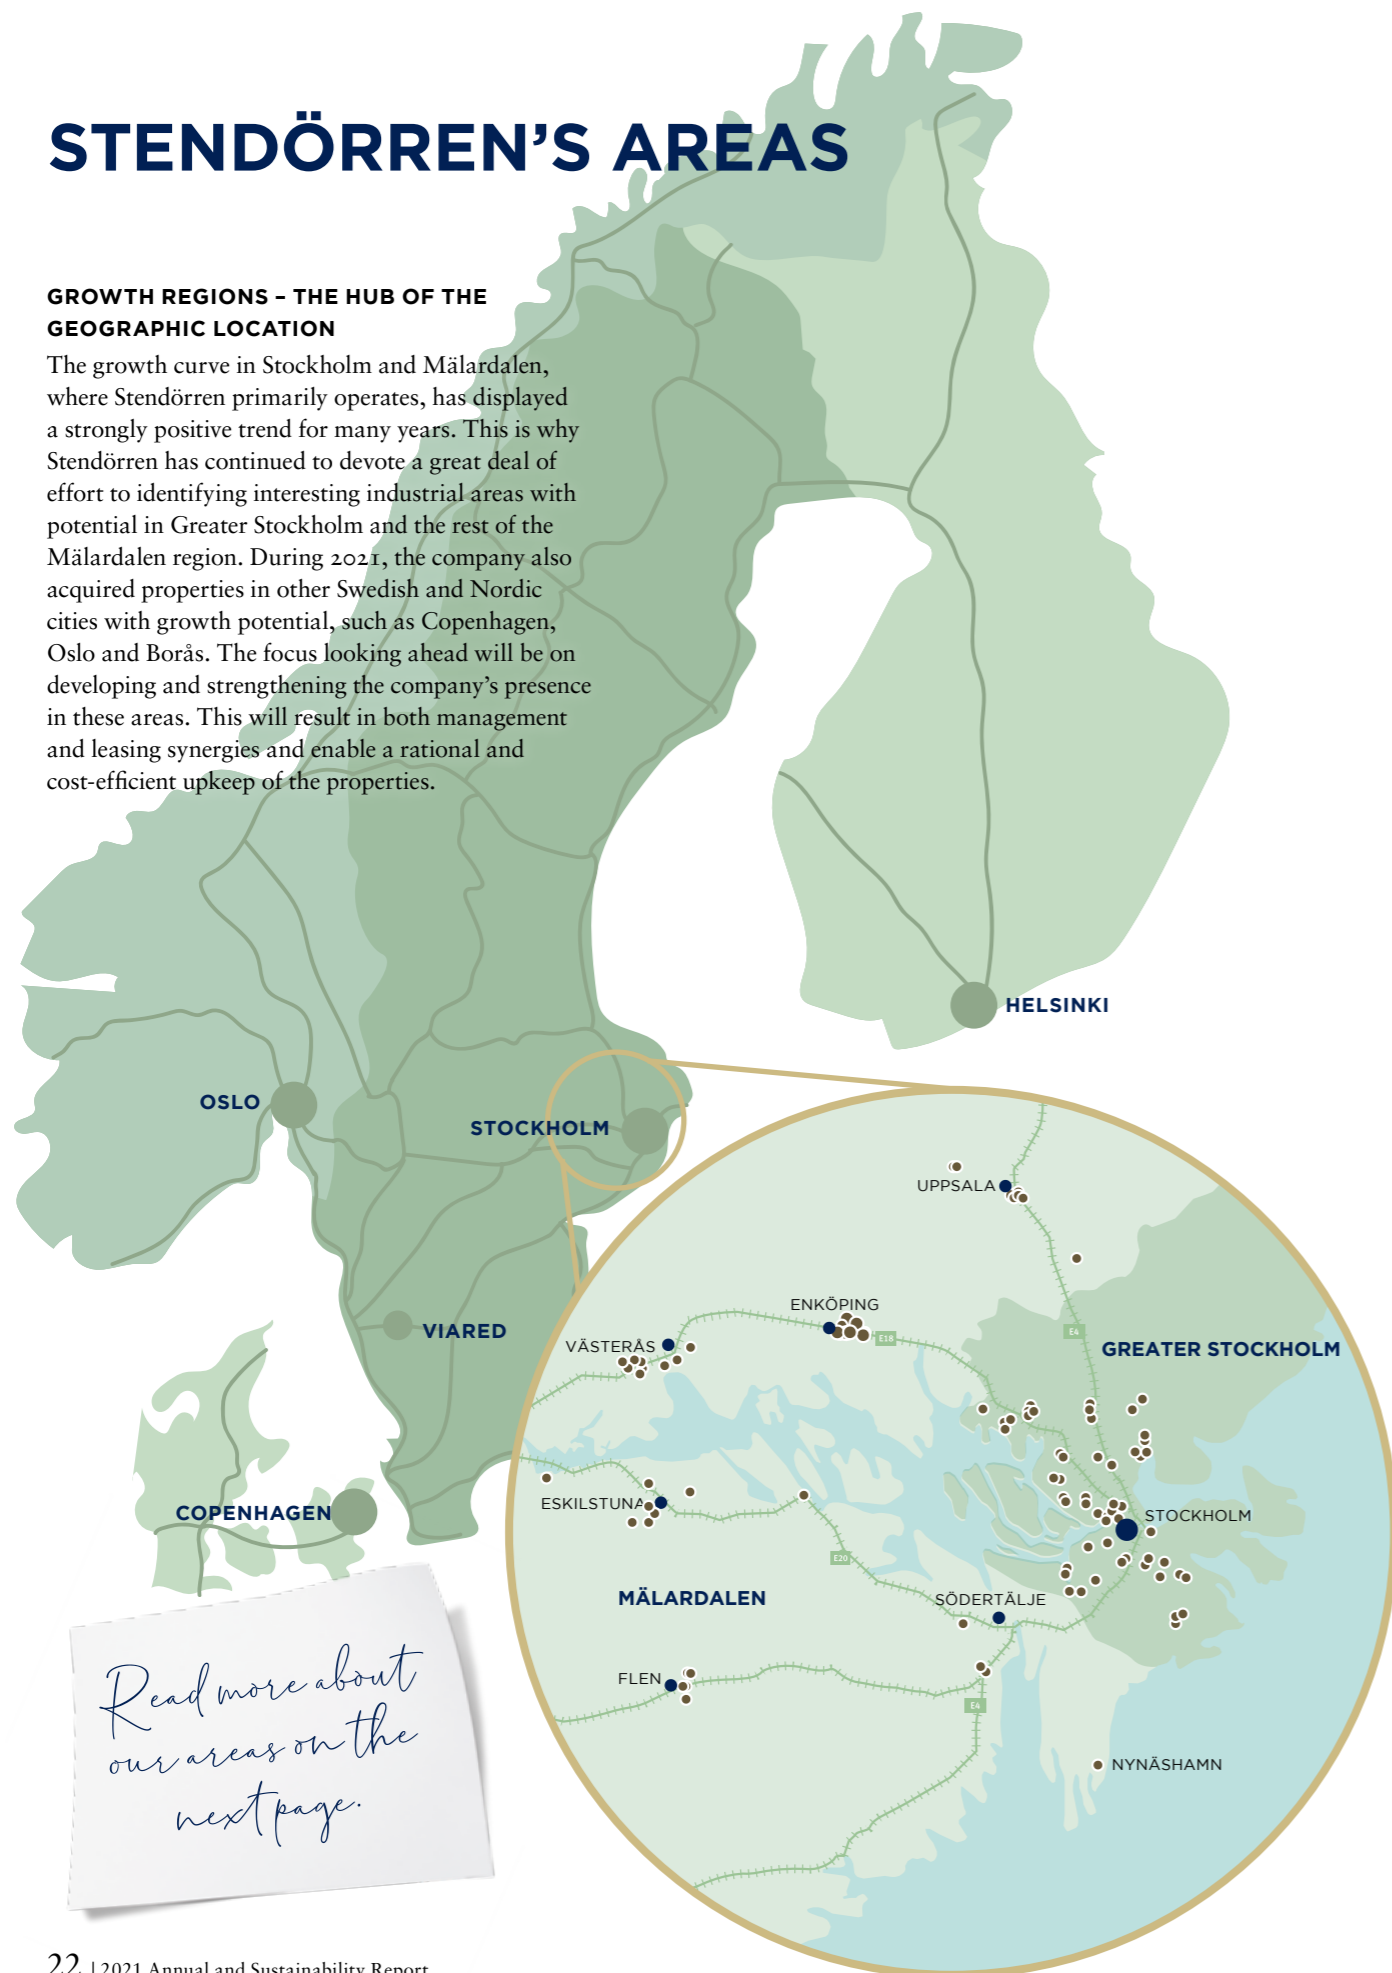 STENDÖRREN’S AREAS
GROWTH REGIONS – THE HUB OF THE
GEOGRAPHIC LOCATION
The growth curve in Stockholm and Mälardalen,
where Stendörren primarily operates, has displayed
a strongly positive trend for many years. This is why
Stendörren has continued to devote a great deal of
effort to identifying interesting industrial areas with
potential in Greater Stockholm and the rest of the
Mälardalen region. During 2021, the company also
acquired properties in other Swedish and Nordic
cities with growth potential, such as Copenhagen,
Oslo and Borås. The focus looking ahead will be on
developing and strengthening the company’s presence
in these areas. This will result in both management
and leasing synergies and enable a rational and
cost-efficient upkeep of the properties.
HELSINKI
OSLO
STOCKHOLM
VIARED
COPENHAGEN
UPPSALA
ENKÖPING
E18
E4
VÄSTERÅS
GREATER STOCKHOLM
ESKILSTUNA
STOCKHOLM
E20
MÄLARDALEN
SÖDERTÄLJE
FLEN
E4
NYNÄSHAMN
Read more about
our areas on the
next page.
22 | 2021 Annual and Sustainability Report